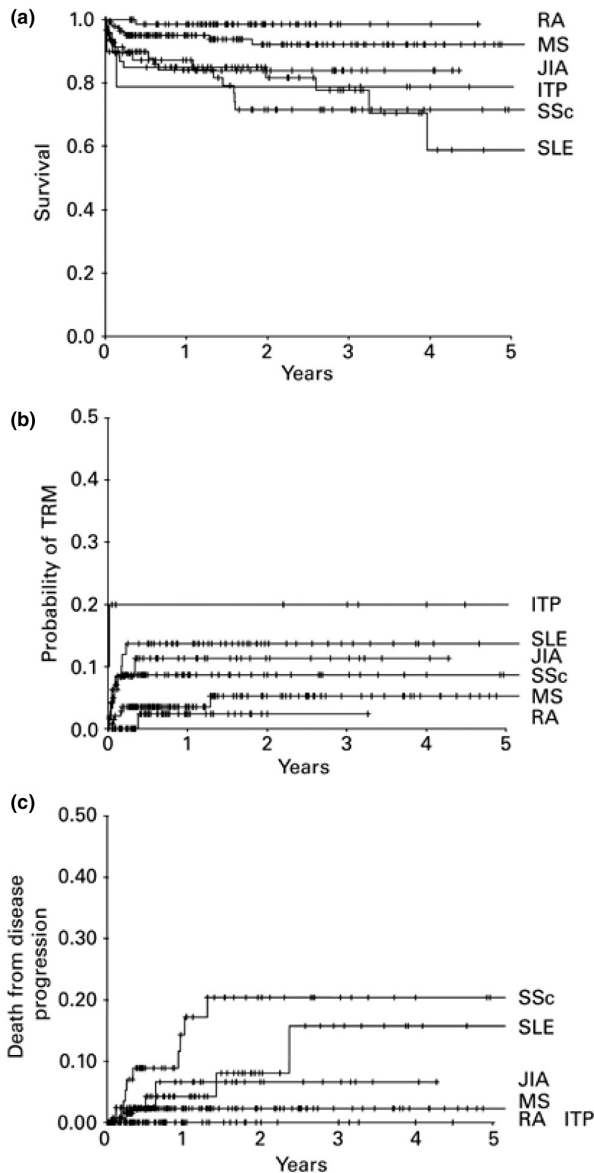 (a)
1.0
0.8
0.6
0.4
0.2
0.0
Survival
RA
MS
JIA
ITP
SSc
SLE
0 1 2 3 4 5
Years
(b)
0.5
0.4
0.3
0.2
0.1
0.0
Probability of TRM
ITP
SLE
JIA
SSc
MS
RA
0 1 2 3 4 5
Years
(c)
0.50
0.40
0.30
0.20
0.10
0.00
Death from disease
progression
SSc
SLE
JIA
MS
RA ITP
0 1 2 3 4 5
Years